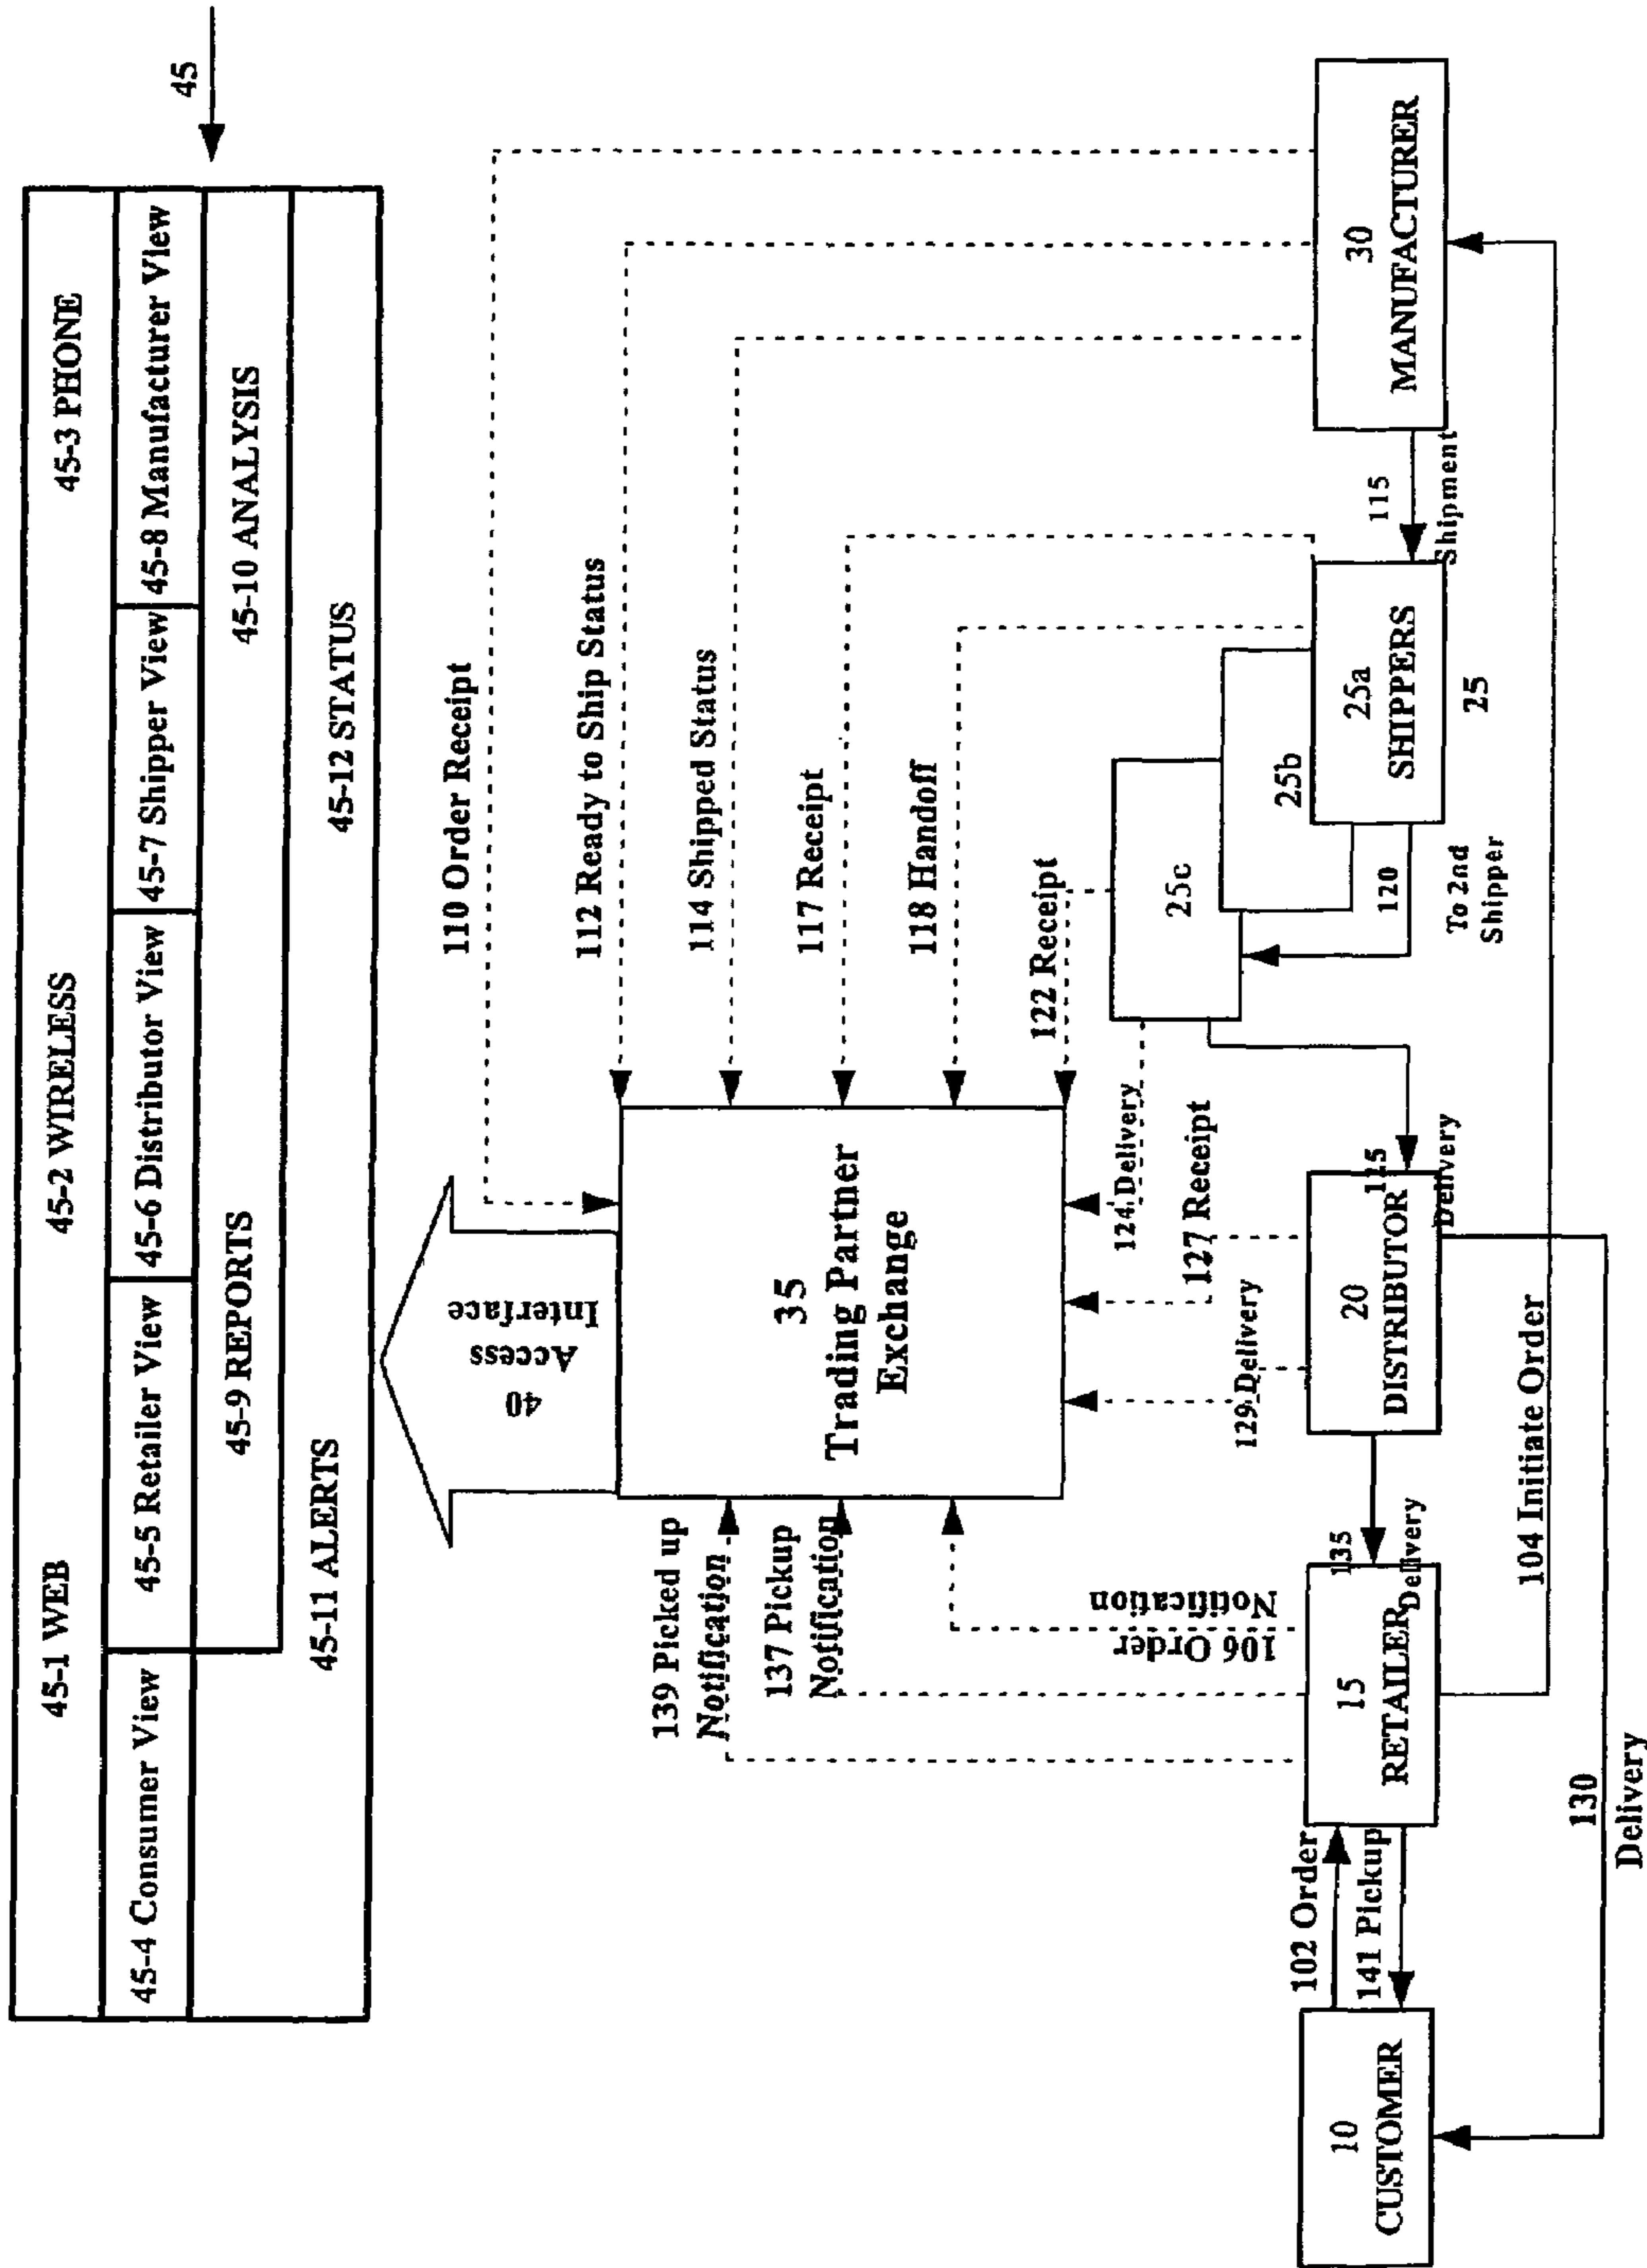 45
45-1 WEB 45-2 WIRELESS 45-3 PHONE
45-4 Consumer View 45-5 Retailer View 45-6 Distributor View 45-7 Shipper View 45-8 Manufacturer View
45-9 REPORTS 45-10 ANALYSIS
45-11 ALERTS 45-12 STATUS
40
Access
Interface
110 Order Receipt
112 Ready to Ship Status
114 Shipped Status
117 Receipt
118 Handoff
122 Receipt
35
Trading Partner
Exchange
139 Picked up
Notification
137 Pickup
Notification
106 Order
Notification
129 Delivery
127 Receipt
124 Delivery
25c
25b
25a
SHIPPERS
25
120
To 2nd
Shipper
115
Shipment
30
MANUFACTURER
125
Delivery
20
DISTRIBUTOR
135
Delivery
15
RETAILER
102 Order
141 Pickup
10
CUSTOMER
104 Initiate Order
130
Delivery